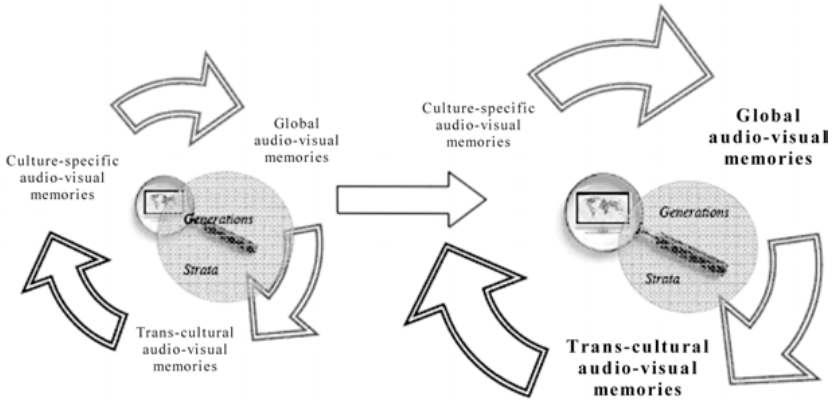 Culture-specific
audio-visual
memories
Global
audio-visual
memories
Generations
Strata
Trans-cultural
audio-visual
memories
Culture-specific
audio-visual
memories
Global
audio-visual
memories
Generations
Strata
Trans-cultural
audio-visual
memories